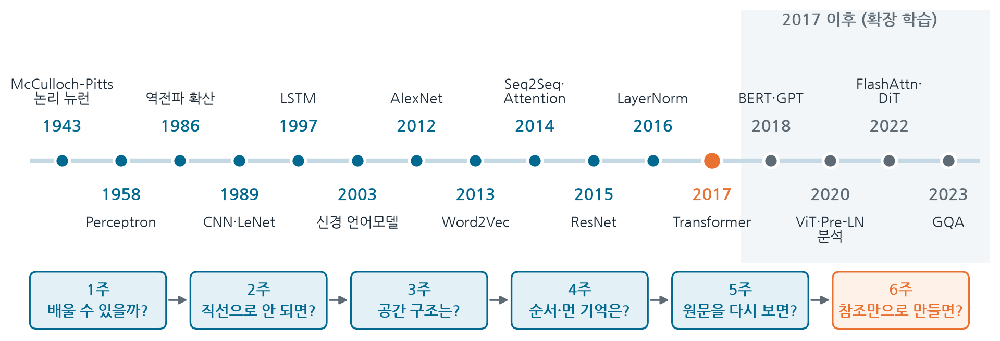 2017 이후 (확장 학습)
McCulloch-Pitts
논리 뉴런
1943
역전파 확산
1986
LSTM
1997
AlexNet
2012
Seq2Seq·
Attention
2014
LayerNorm
2016
BERT·GPT
2018
FlashAttn·
DiT
2022
1958
Perceptron
1989
CNN·LeNet
2003
신경 언어모델
2013
Word2Vec
2015
ResNet
2017
Transformer
2020
ViT·Pre-LN
분석
2023
GQA
1주
배울 수 있을까?
2주
직선으로 안 되면?
3주
공간 구조는?
4주
순서·먼 기억은?
5주
원문을 다시 보면?
6주
참조만으로 만들면?